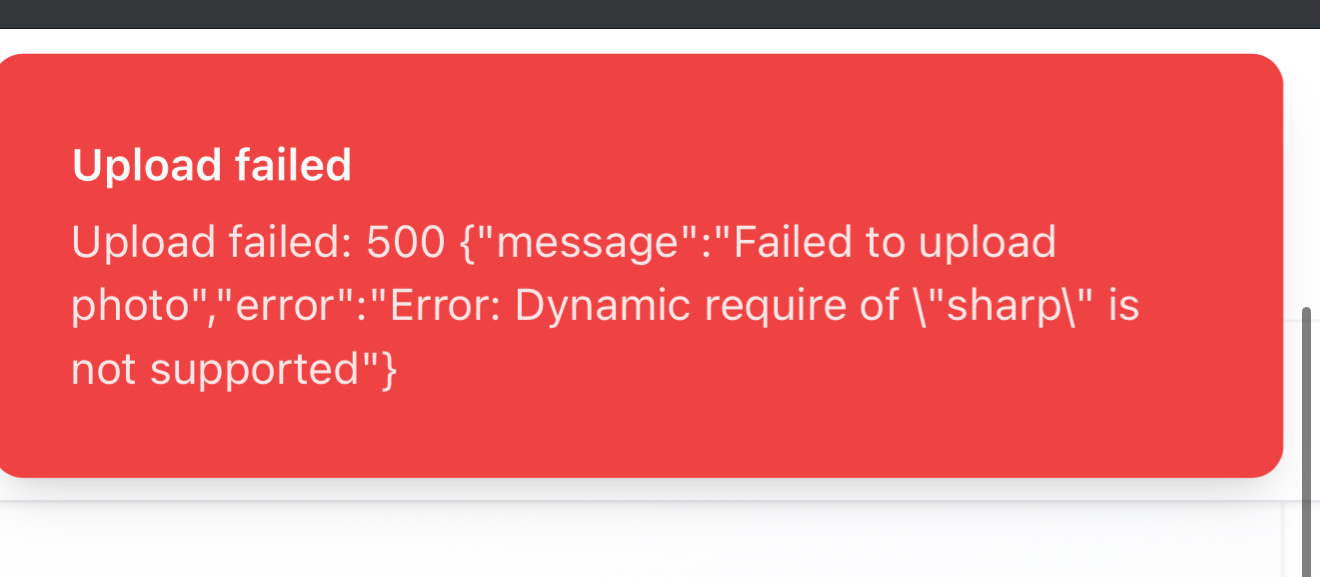 Upload failed
Upload failed: 500 {"message":"Failed to upload
photo","error":"Error: Dynamic require of \"sharp\" is
not supported"}